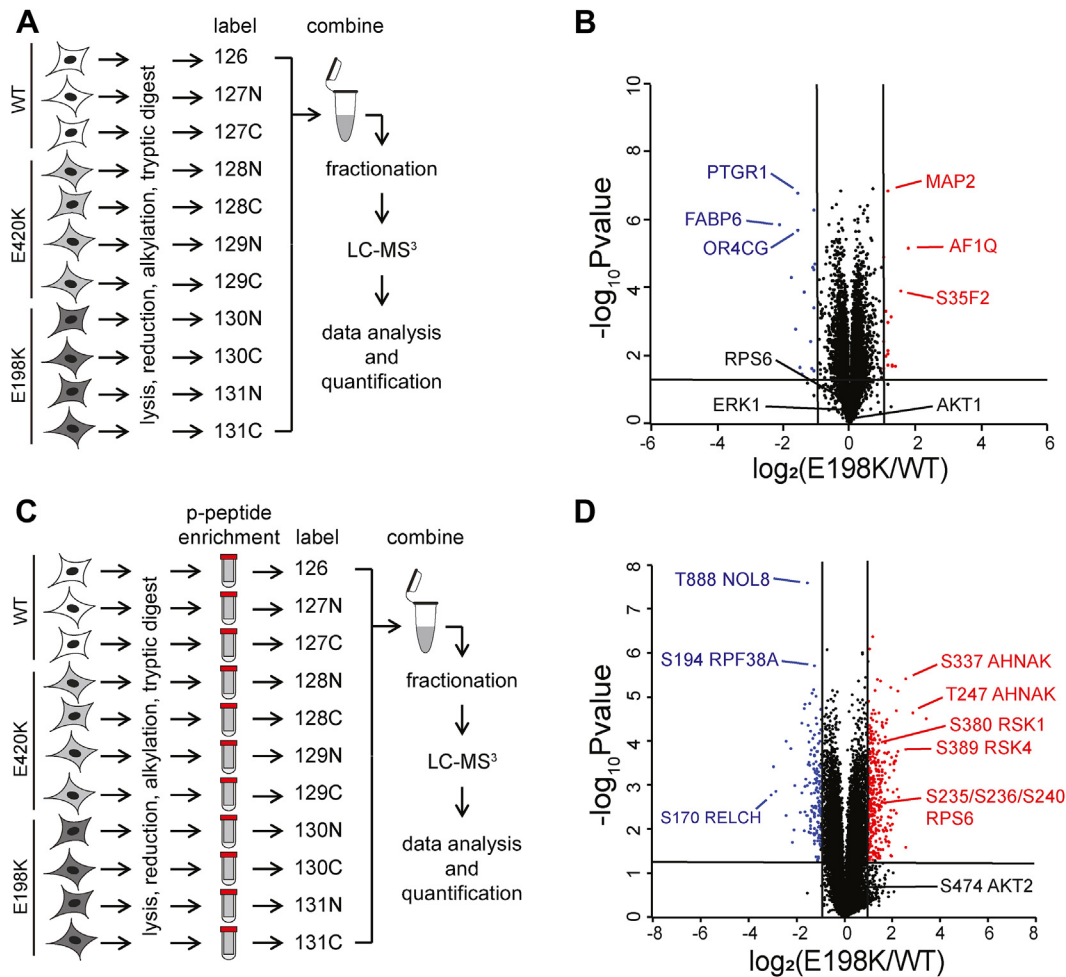 A
label
combine
WT
E420K
E198K
lysis, reduction, alkylation, tryptic digest
126
127N
127C
128N
128C
129N
129C
130N
130C
131N
131C
fractionation
LC-MS³
data analysis
and
quantification
B
-log₁₀Pvalue
10
8
6
4
2
0
PTGR1
FABP6
OR4CG
MAP2
AF1Q
S35F2
RPS6
ERK1
AKT1
-6 -4 -2 0 2 4 6
log₂(E198K/WT)
C
p-peptide
enrichment
label
combine
WT
E420K
E198K
lysis, reduction, alkylation, tryptic digest
126
127N
127C
128N
128C
129N
129C
130N
130C
131N
131C
fractionation
LC-MS³
data analysis
and
quantification
D
-log₁₀Pvalue
8
7
6
5
4
3
2
1
0
T888 NOL8
S194 RPF38A
S170 RELCH
S337 AHNAK
T247 AHNAK
S380 RSK1
S389 RSK4
S235/S236/S240
RPS6
S474 AKT2
-8 -6 -4 -2 0 2 4 6 8
log₂(E198K/WT)